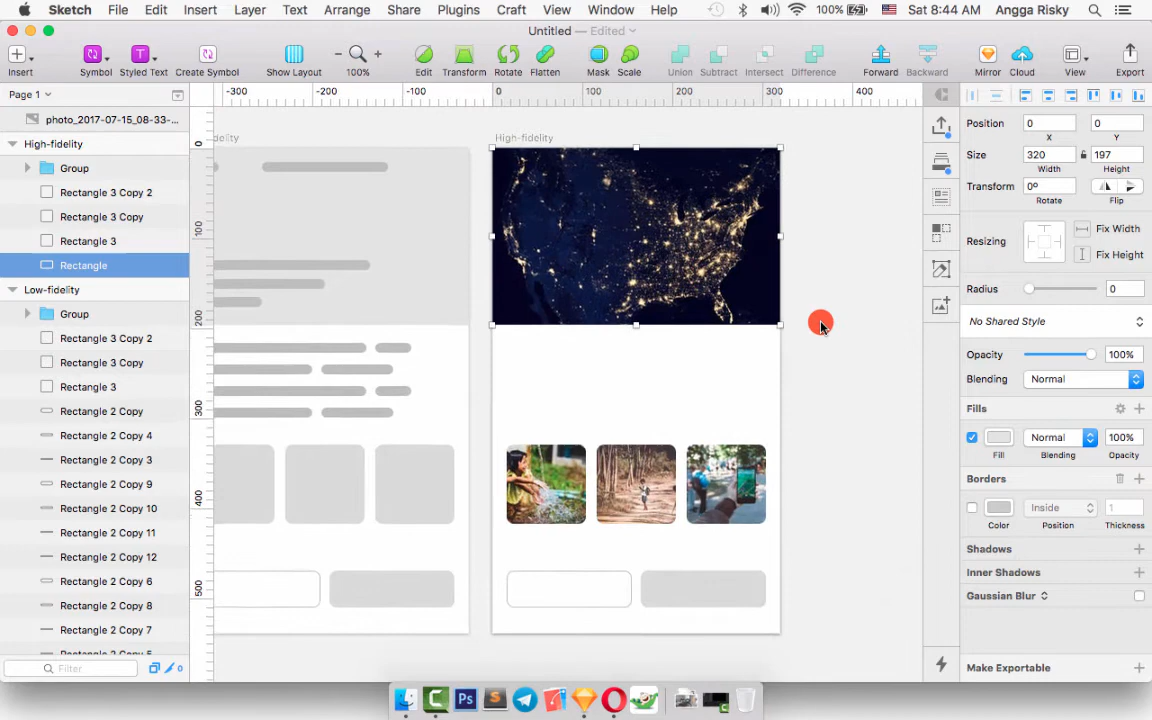 Sketch File Edit Insert Layer Text Arrange Share Plugins Craft View Window Help 100% Sat 8:44 AM Angga Risky
Untitled — Edited
Insert Symbol Styled Text Create Symbol Show Layout 100% Edit Transform Rotate Flatten Mask Scale Union Subtract Intersect Difference Forward Backward Mirror Cloud View Export
Page 1
-300 -200 -100 0 100 200 300 400
photo_2017-07-15_08-33-...
High-fidelity
Group
Rectangle 3 Copy 2
Rectangle 3 Copy
Rectangle 3
Rectangle
Low-fidelity
Group
Rectangle 3 Copy 2
Rectangle 3 Copy
Rectangle 3
Rectangle 2 Copy
Rectangle 2 Copy 4
Rectangle 2 Copy 3
Rectangle 2 Copy 9
Rectangle 2 Copy 10
Rectangle 2 Copy 11
Rectangle 2 Copy 12
Rectangle 2 Copy 6
Rectangle 2 Copy 8
Rectangle 2 Copy 7
Filter
0
0
100
200
300
400
500
delity
High-fidelity
Position 0 0
X Y
Size 320 197
Width Height
Transform 0º
Rotate Flip
Resizing Fix Width
Fix Height
Radius 0
No Shared Style
Opacity 100%
Blending Normal
Fills
Normal 100%
Fill Blending Opacity
Borders
Inside 1
Color Position Thickness
Shadows
Inner Shadows
Gaussian Blur
Make Exportable
Ps S